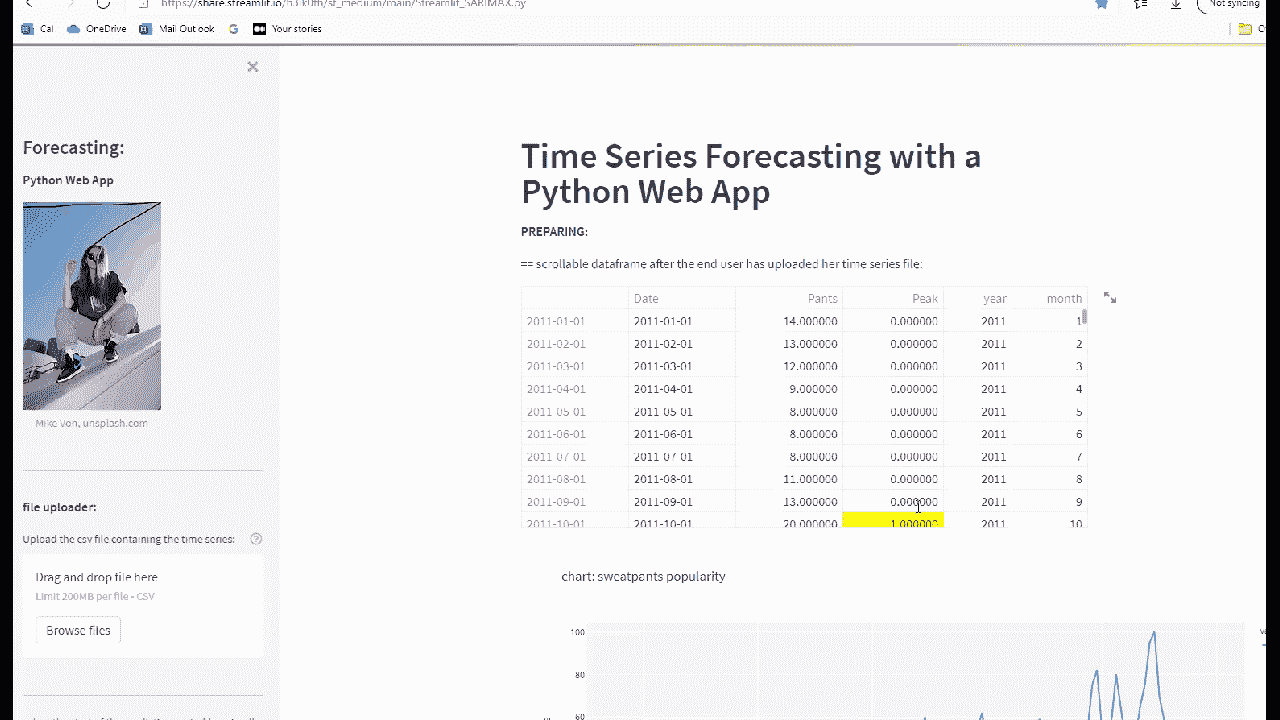 Not syncing
Cal OneDrive Mail Outlook Your stories
Forecasting:
Python Web App
Mike Von, unsplash.com
file uploader:
Upload the csv file containing the time series:
Drag and drop file here
Limit 200MB per file • CSV
Browse files
Time Series Forecasting with a
Python Web App
PREPARING:
== scrollable dataframe after the end user has uploaded her time series file:
Date Pants Peak year month
2011-01-01 2011-01-01 14.000000 0.000000 2011 1
2011-02-01 2011-02-01 13.000000 0.000000 2011 2
2011-03-01 2011-03-01 12.000000 0.000000 2011 3
2011-04-01 2011-04-01 9.000000 0.000000 2011 4
2011-05-01 2011-05-01 8.000000 0.000000 2011 5
2011-06-01 2011-06-01 8.000000 0.000000 2011 6
2011-07-01 2011-07-01 8.000000 0.000000 2011 7
2011-08-01 2011-08-01 11.000000 0.000000 2011 8
2011-09-01 2011-09-01 13.000000 0.000000 2011 9
2011-10-01 2011-10-01 20.000000 1.000000 2011 10
chart: sweatpants popularity
100
80
60